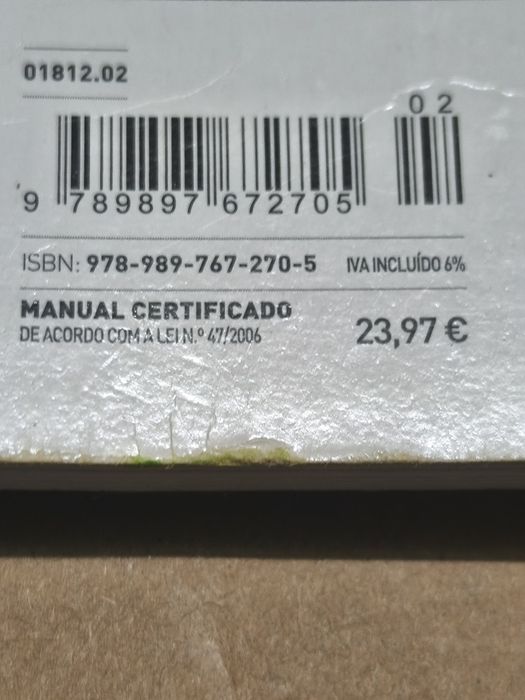 01812.02
02
9 789897 672705
ISBN: 978-989-767-270-5 IVA INCLUÍDO 6%
MANUAL CERTIFICADO
DE ACORDO COM A LEI N.º 47/2006
23,97 €